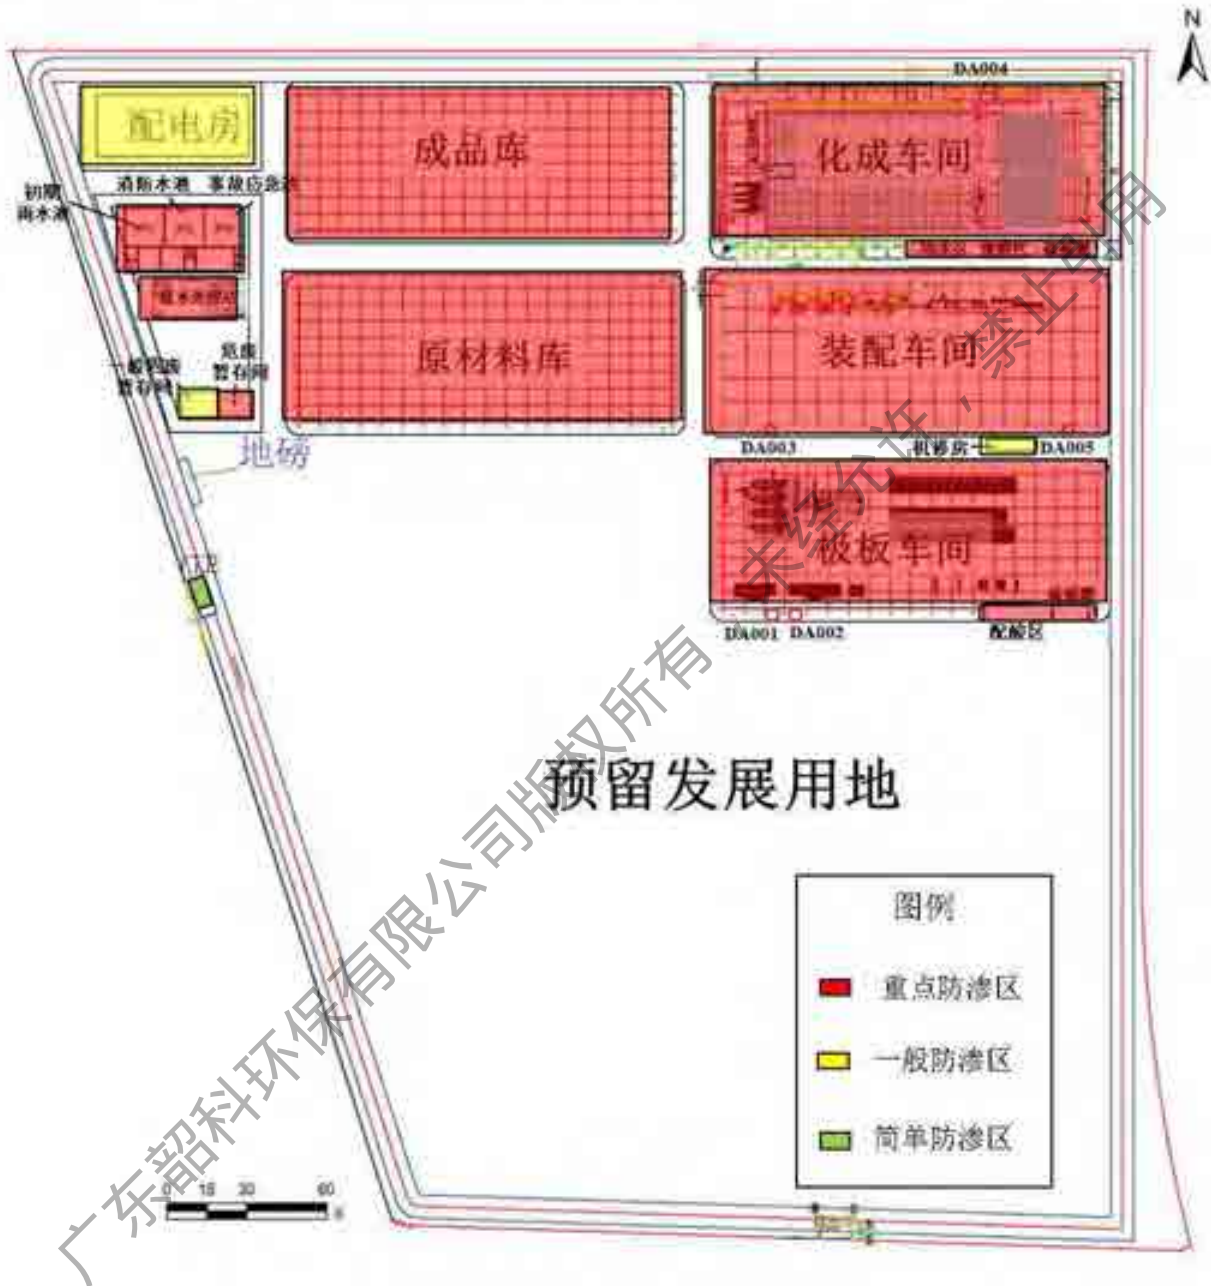 N
DA004
配电房
成品库
化成车间
消防水池
事故应急池
初期
雨水池
原材料库
装配车间
危废
暂存间
一般固废
暂存间
地磅
DA003
机修房
DA005
极板车间
DA001
DA002
配酸区
预留发展用地
图例
重点防渗区
一般防渗区
简单防渗区
0 15 30 60
广东韶科环保有限公司版权所有,未经允许,禁止引用